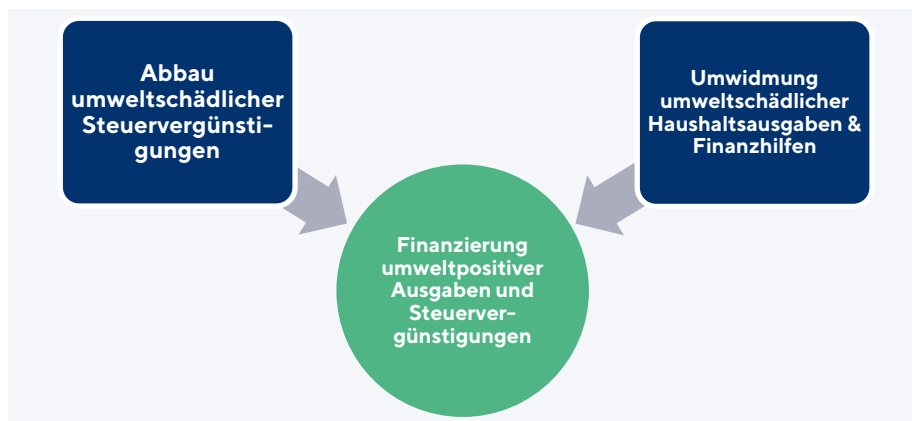 Abbau
umweltschädlicher
Steuervergünsti-
gungen
Umwidmung
umweltschädlicher
Haushaltsausgaben &
Finanzhilfen
Finanzierung
umweltpositiver
Ausgaben und
Steuerver-
günstigungen